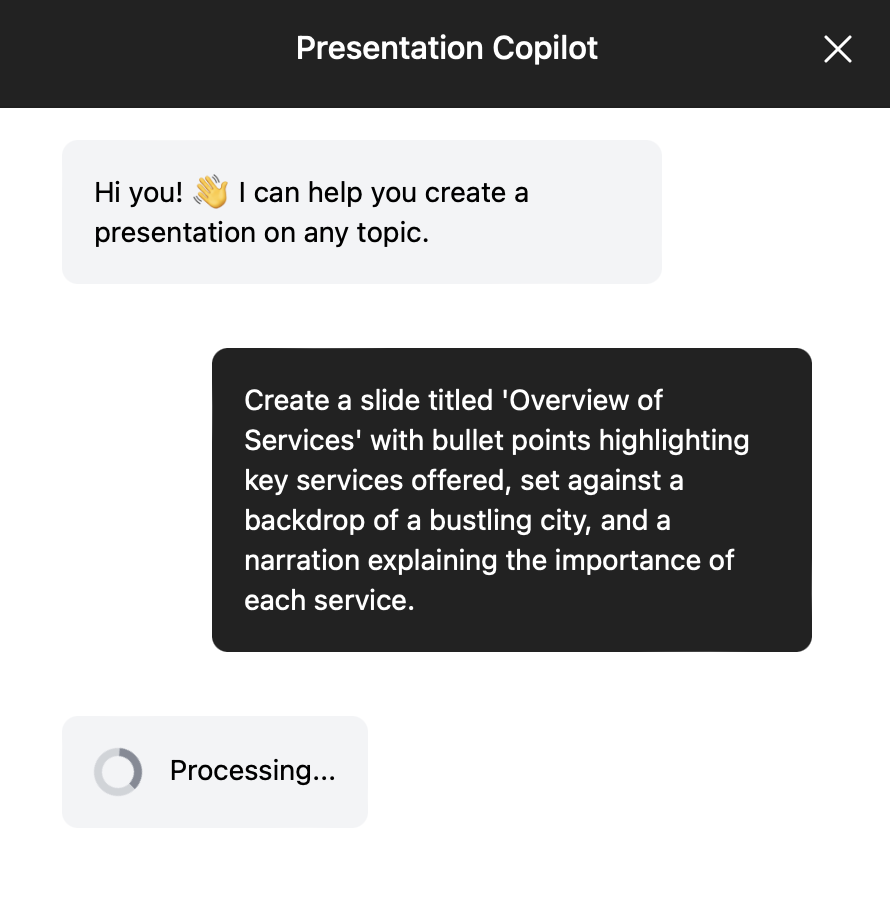 Presentation Copilot
Hi you! 👋 I can help you create a
presentation on any topic.
Create a slide titled 'Overview of
Services' with bullet points highlighting
key services offered, set against a
backdrop of a bustling city, and a
narration explaining the importance of
each service.
Processing...